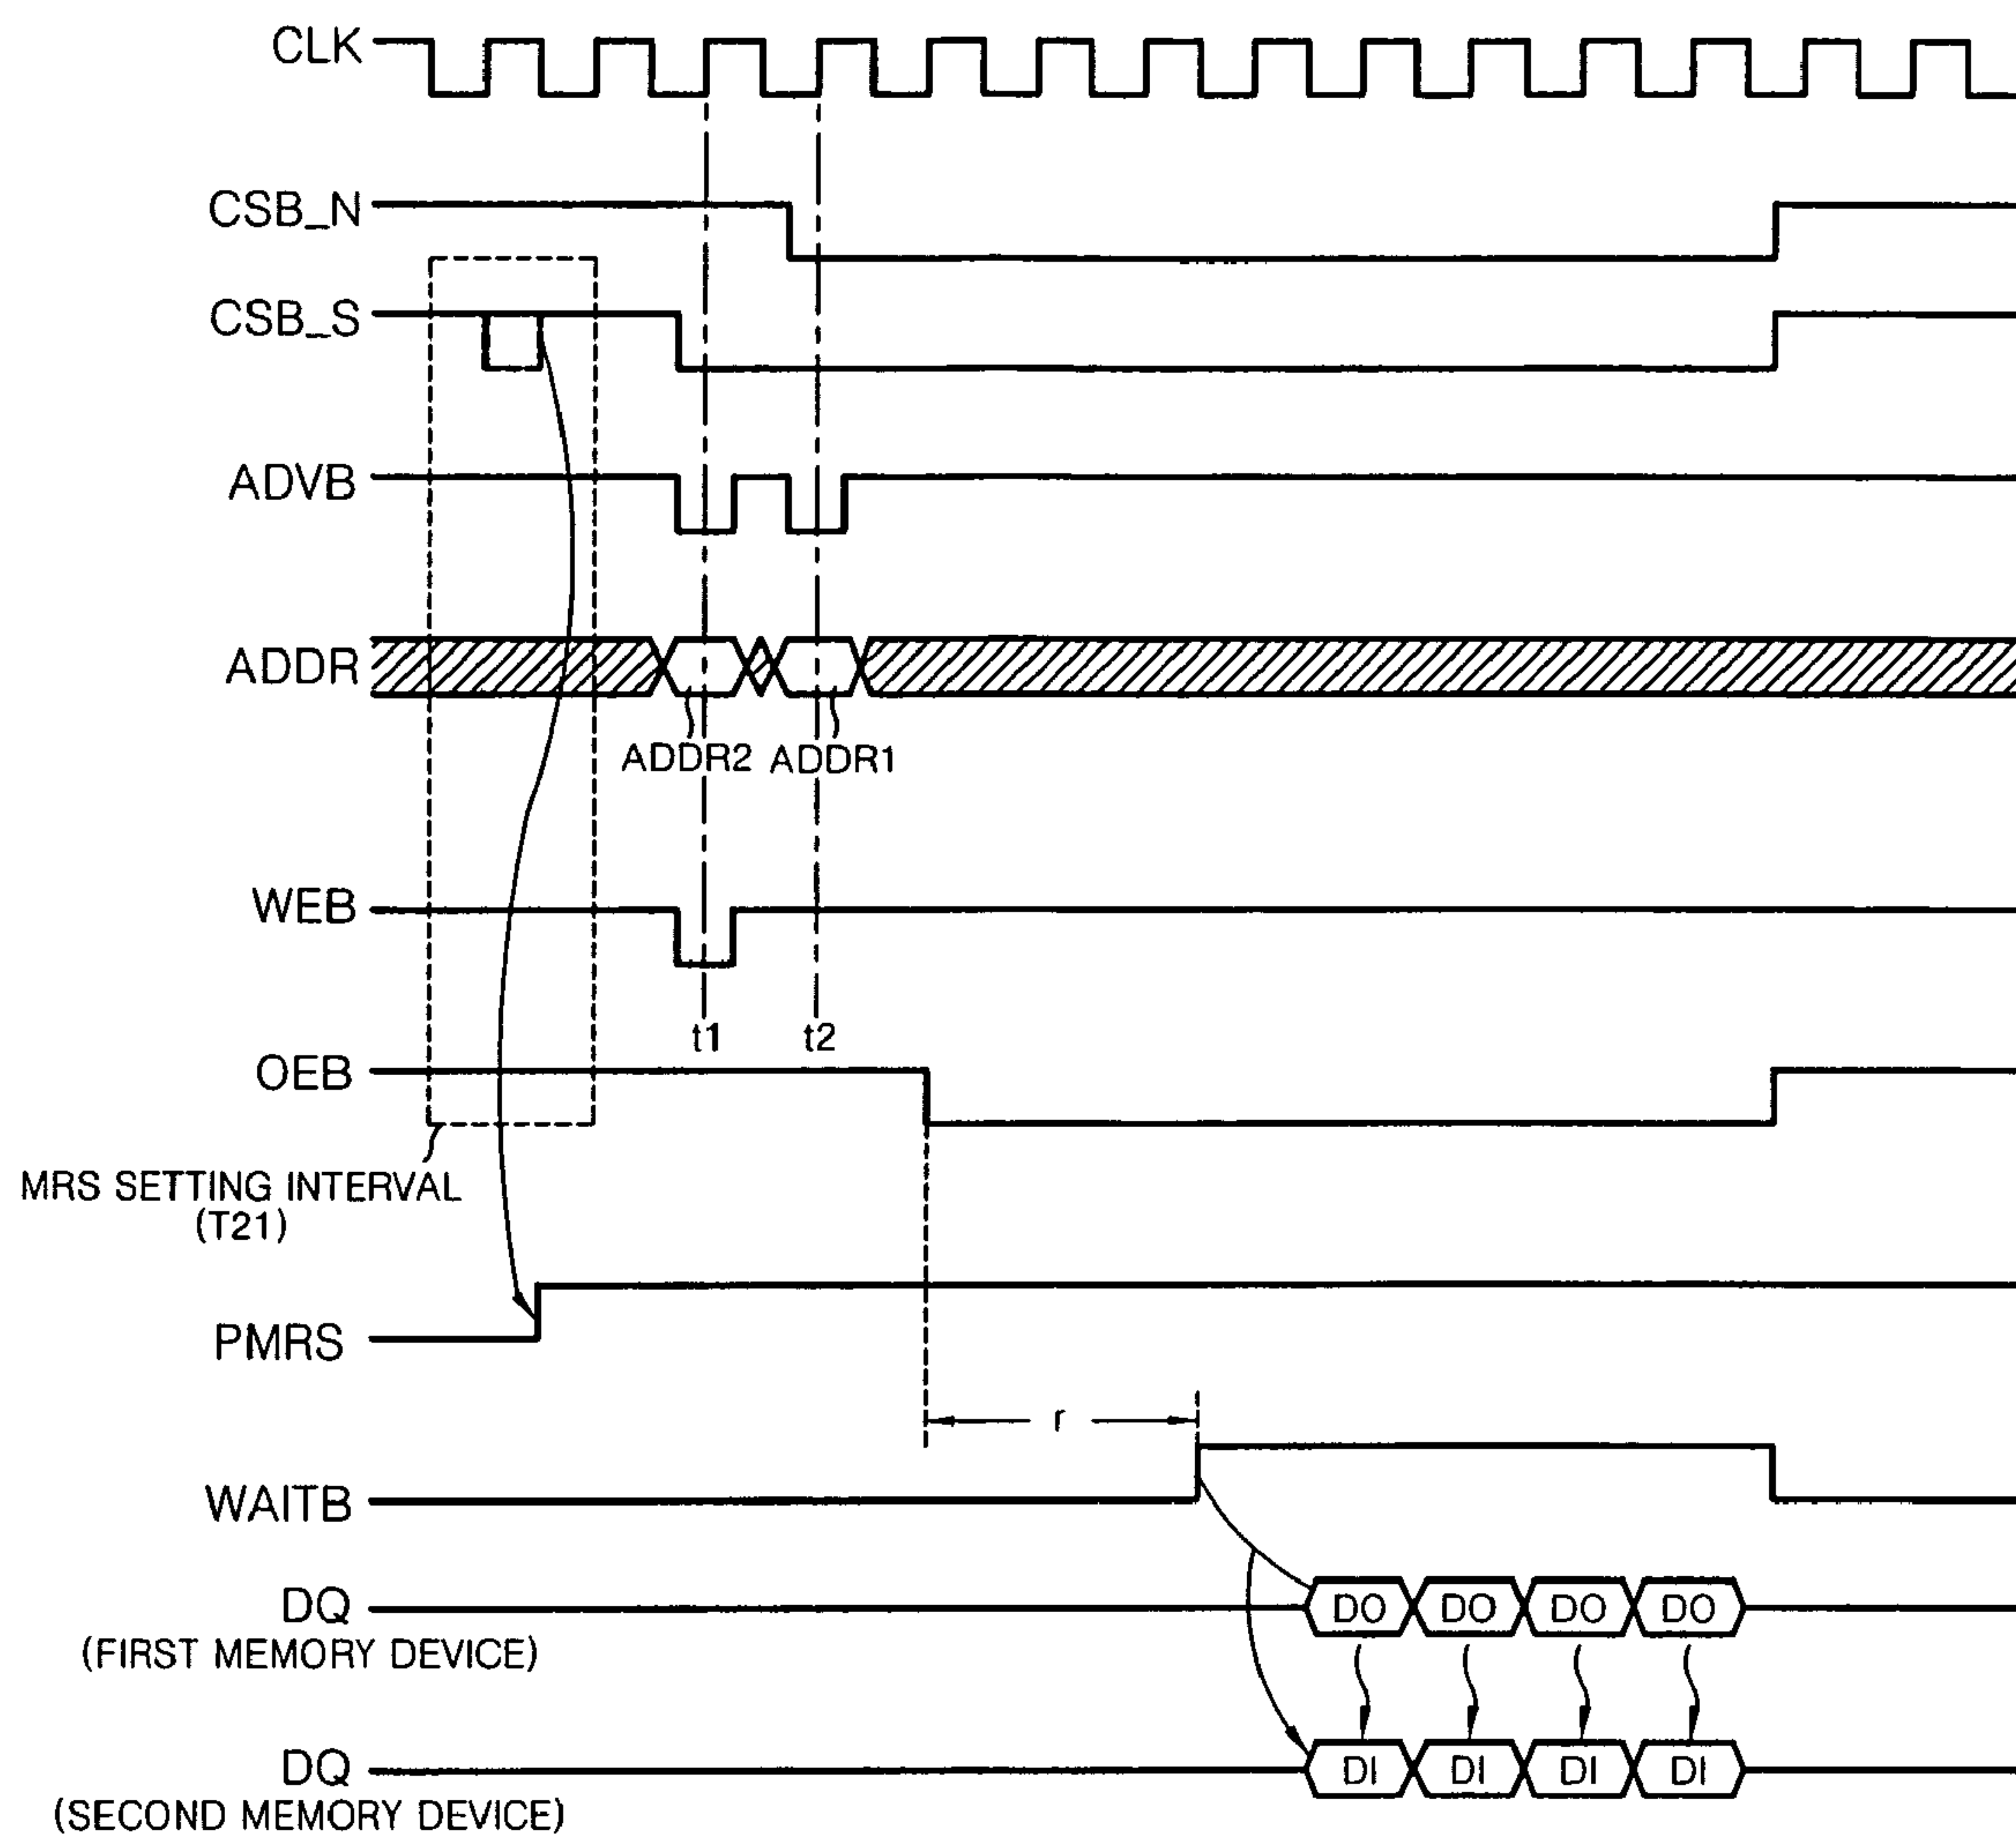 CLK
CSB_N
CSB_S
ADVB
ADDR
ADDR2 ADDR1
WEB
t1 t2
OEB
MRS SETTING INTERVAL
(T21)
PMRS
r
WAITB
DQ DO DO DO DO
(FIRST MEMORY DEVICE)
DQ DI DI DI DI
(SECOND MEMORY DEVICE)